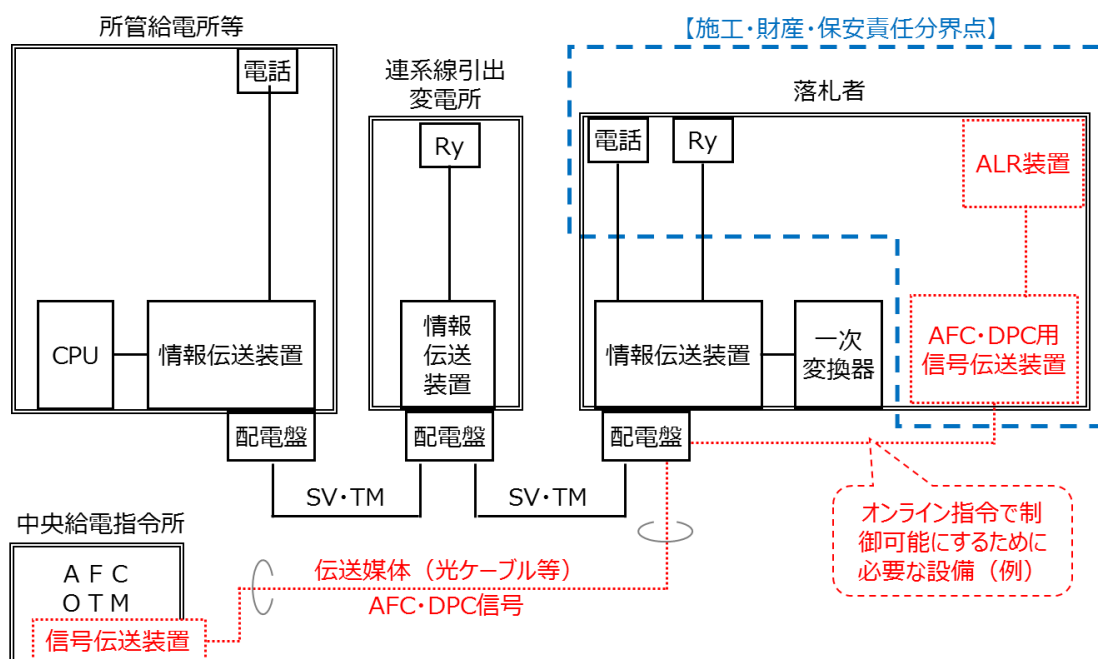 所管給電所等
電話
CPU
情報伝送装置
配電盤
連系線引出
変電所
Ry
情報
伝送
装置
配電盤
【施工・財産・保安責任分界点】
落札者
電話
Ry
ALR装置
情報伝送装置
一次
変換器
AFC・DPC用
信号伝送装置
配電盤
SV・TM
SV・TM
オンライン指令で制
御可能にするために
必要な設備（例）
中央給電指令所
ＡＦＣ
ＯＴＭ
信号伝送装置
伝送媒体（光ケーブル等）
AFC・DPC信号